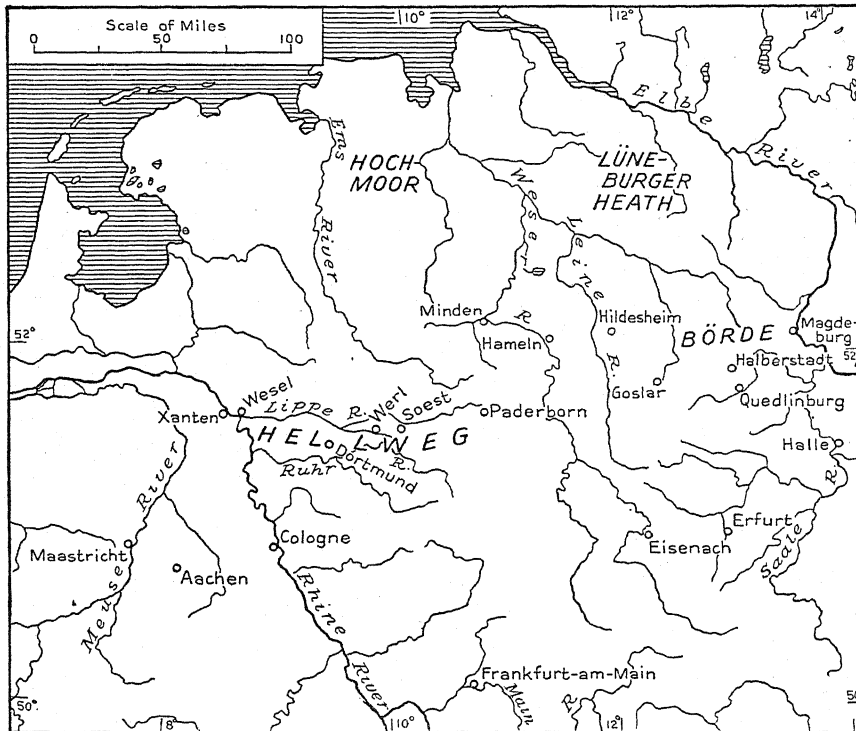 Scale of Miles
0 50 100
10°
12°
14°
Elbe
River
Ems
River
HOCH-
MOOR
LÜNE-
BURGER
HEATH
Weser
R.
Leine
R.
52°
Minden
Hameln
Hildesheim
BÖRDE
Magde-
burg
52
Halberstadt
Goslar
Quedlinburg
Wesel
Xanten
Lippe R.
Werl
Soest
Paderborn
HELLWEG
Dortmund
Ruhr
R.
Halle
Meuse
River
Maastricht
Aachen
Cologne
Rhine
River
Eisenach
Erfurt
Saale
R.
Frankfurt-am-Main
Main
R.
50°
8°
10°
12°
50